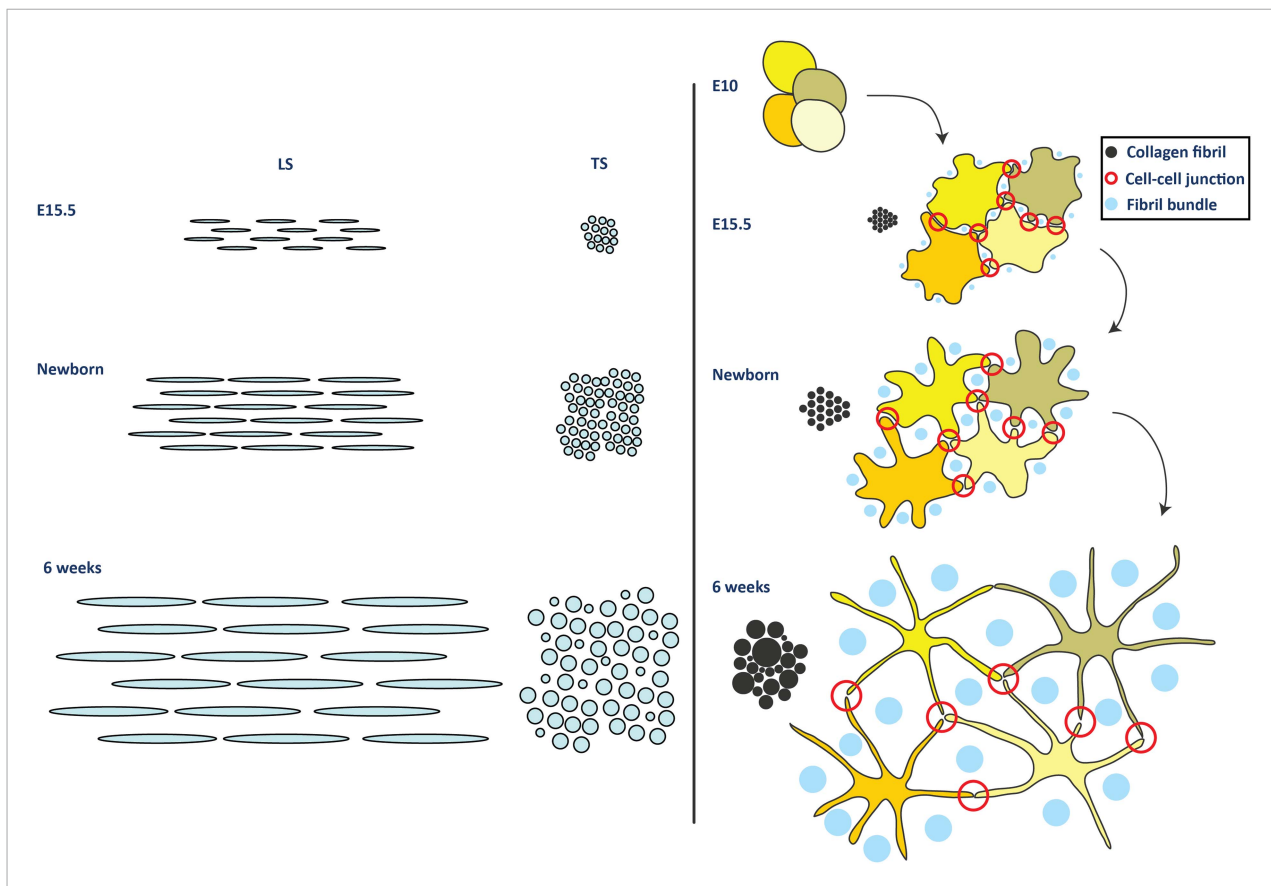 LS
TS
E15.5
Newborn
6 weeks
E10
E15.5
Newborn
6 weeks
Collagen fibril
Cell-cell junction
Fibril bundle